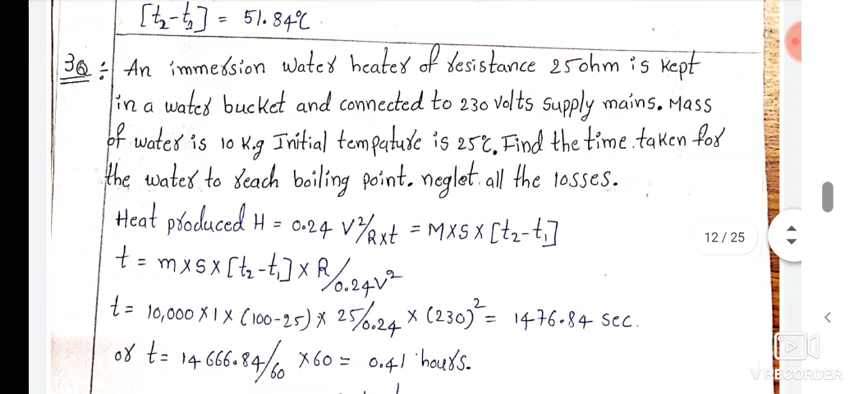 [t₂-t₁] = 51.84°C
3Q :- An immersion water heater of resistance 25ohm is kept
in a water bucket and connected to 230 volts supply mains. Mass
of water is 10 K.g Initial tempature is 25°C. Find the time taken for
the water to reach boiling point. neglet all the losses.
Heat produced H = 0.24 V²/R×t = M×S×[t₂-t₁]
t = m×s×[t₂-t₁]×R/0.24V²
t = 10,000×1×(100-25)×25/0.24×(230)² = 1476.84 sec.
or t = 14666.84/60 ×60 = 0.41 hours.
12 / 25
RECORDER